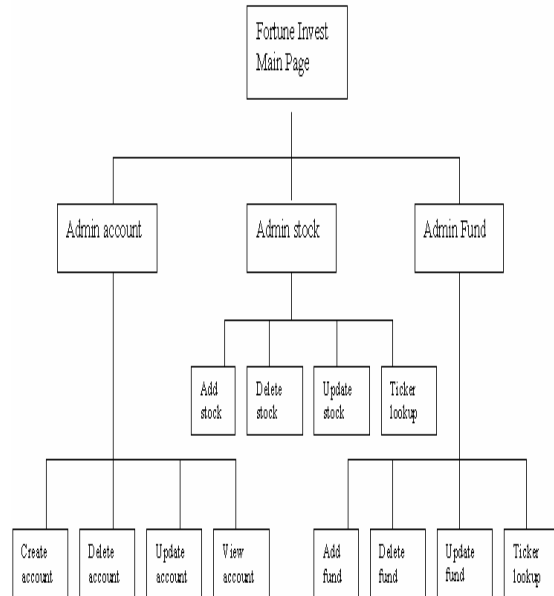 Fortune Invest
Main Page
Admin account
Admin stock
Admin Fund
Add
stock
Delete
stock
Update
stock
Ticker
lookup
Create
account
Delete
account
Update
account
View
account
Add
fund
Delete
fund
Update
fund
Ticker
lookup